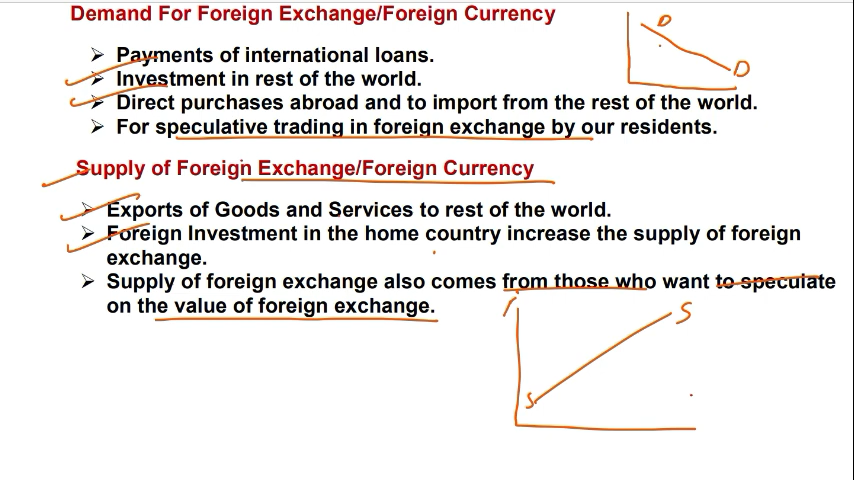 Demand For Foreign Exchange/Foreign Currency
D
➢ Payments of international loans.
D
➢ Investment in rest of the world.
➢ Direct purchases abroad and to import from the rest of the world.
➢ For speculative trading in foreign exchange by our residents.
Supply of Foreign Exchange/Foreign Currency
➢ Exports of Goods and Services to rest of the world.
➢ Foreign Investment in the home country increase the supply of foreign
exchange.
➢ Supply of foreign exchange also comes from those who want to speculate
on the value of foreign exchange.
S
S